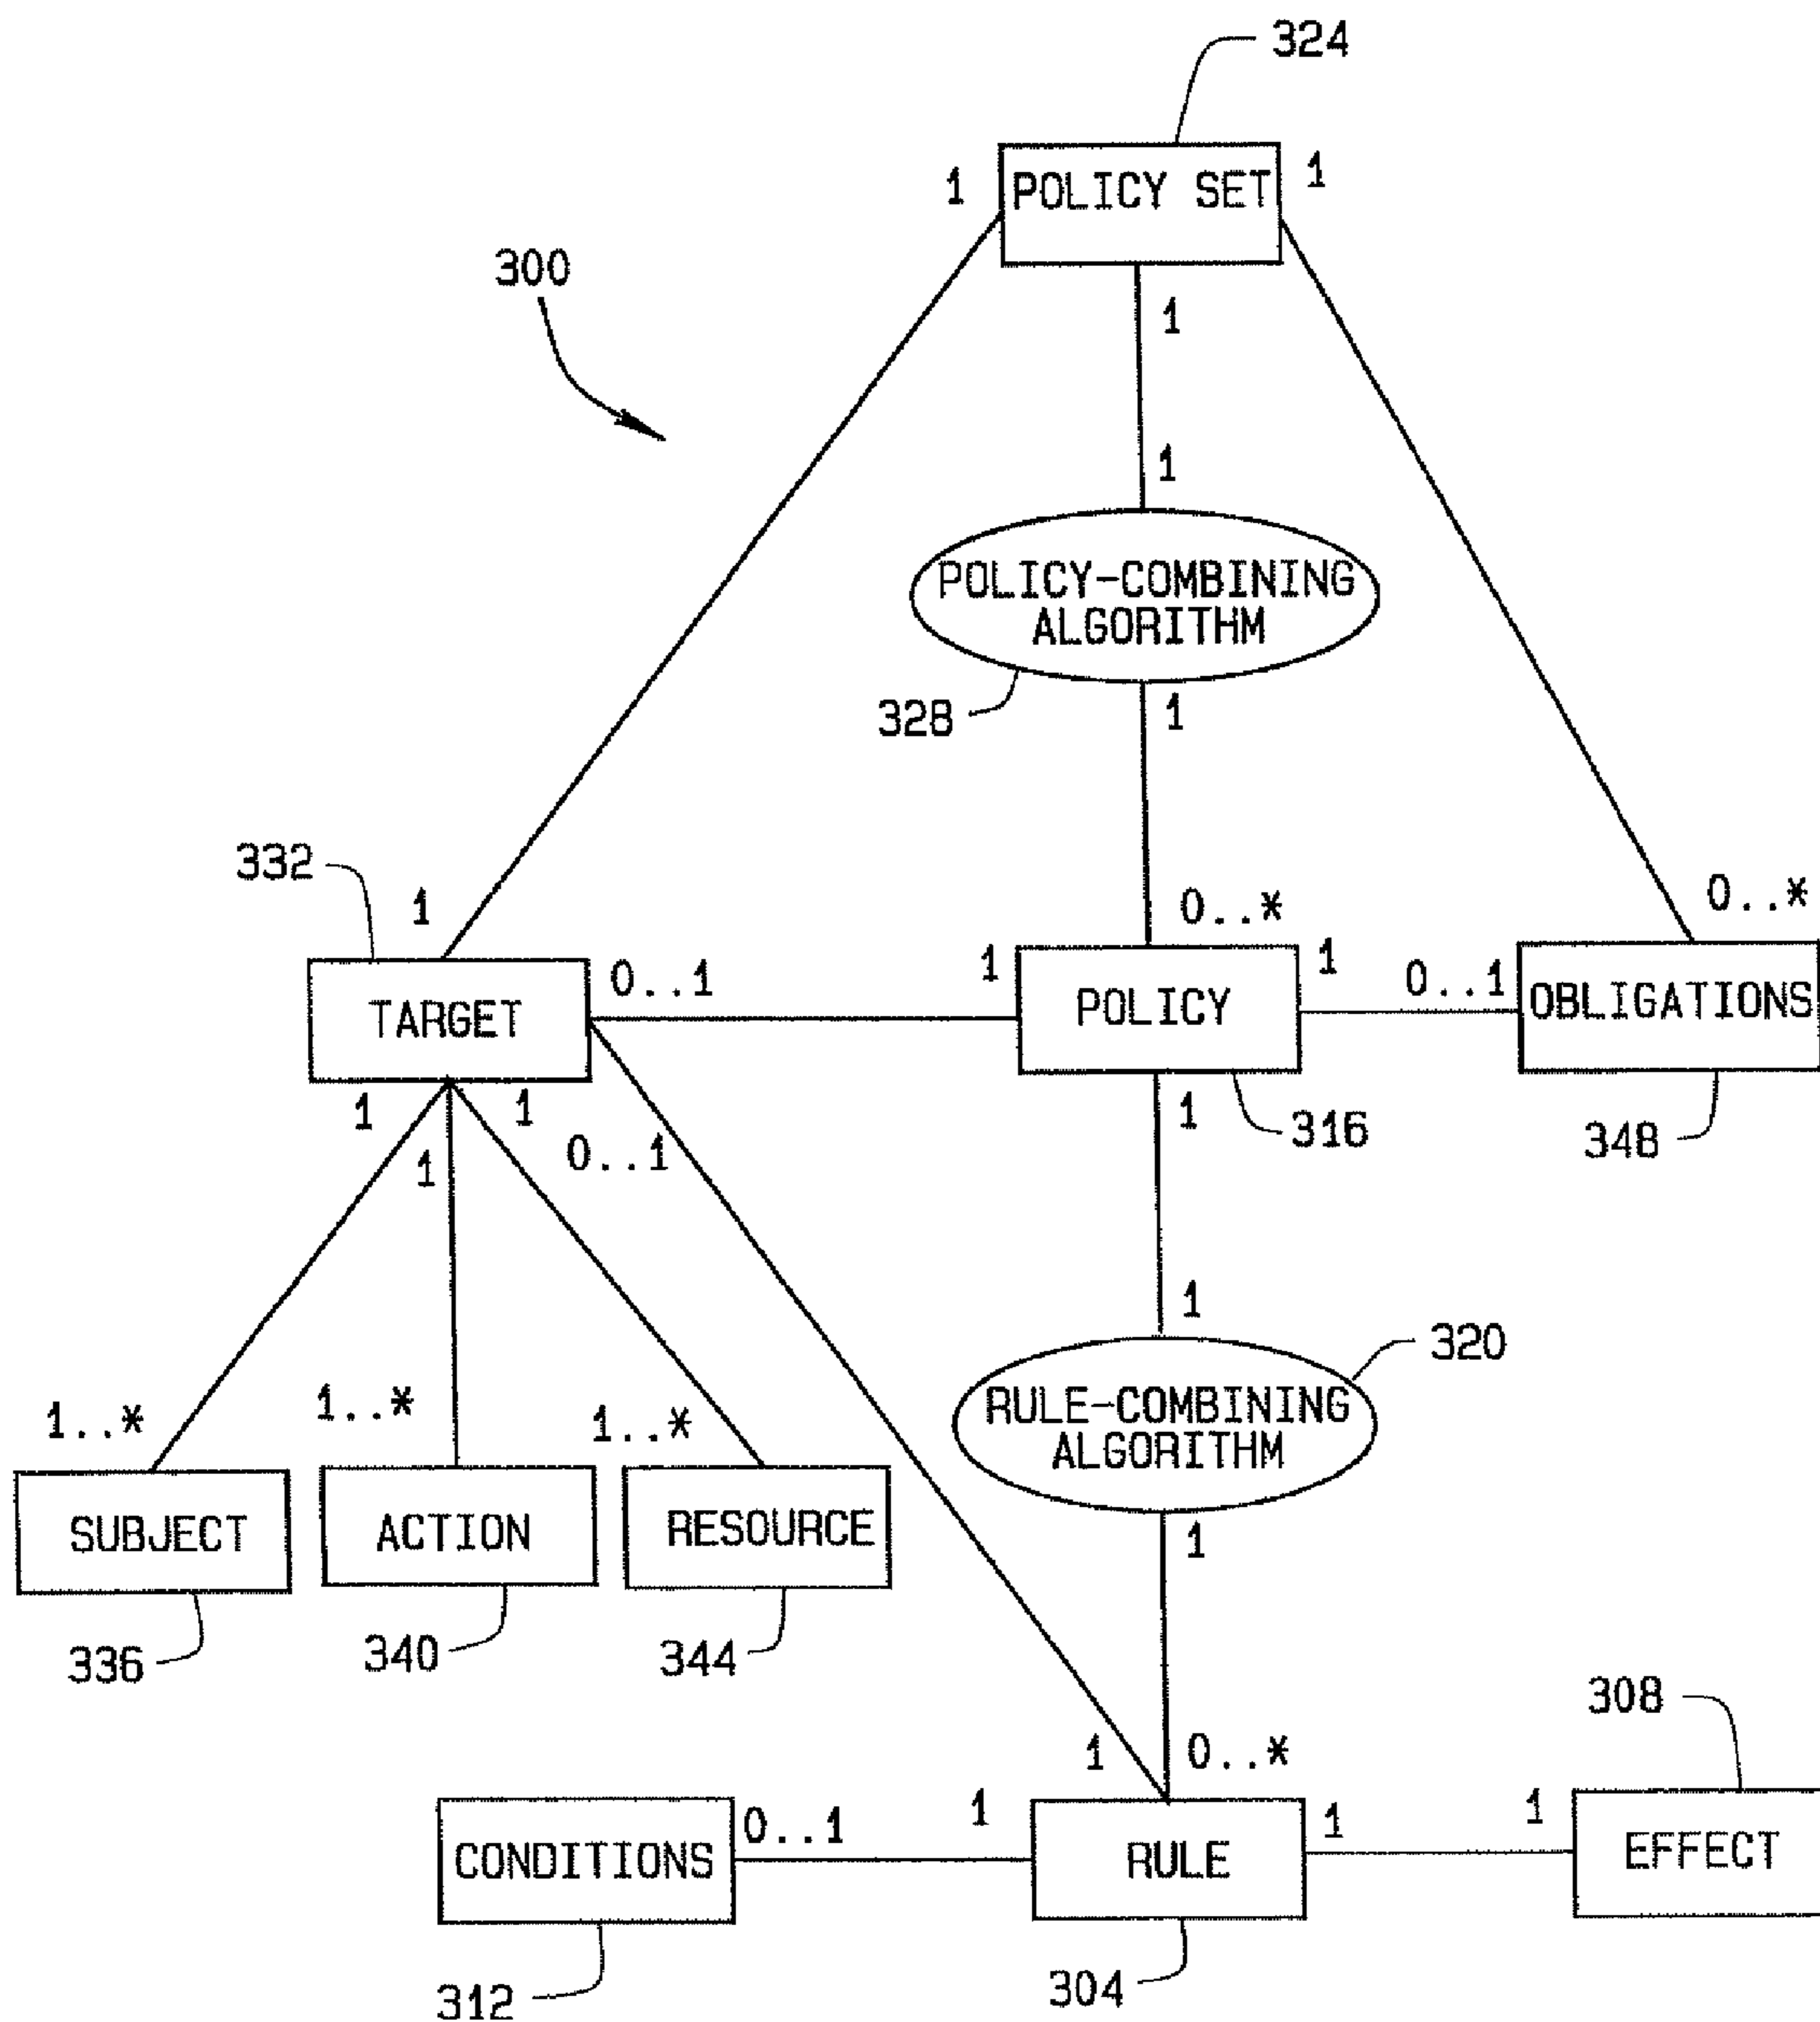 324
1 POLICY SET 1
300
1
1
POLICY-COMBINING
ALGORITHM
328
1
332
1
0..*
0..*
TARGET
0..1
1
POLICY
1
0..1
OBLIGATIONS
1
1
1
0..1
1
316
348
1
320
1..*
1..*
1..*
RULE-COMBINING
ALGORITHM
SUBJECT
ACTION
RESOURCE
1
336
340
344
308
1
0..*
CONDITIONS
0..1
1
RULE
1
1
EFFECT
312
304